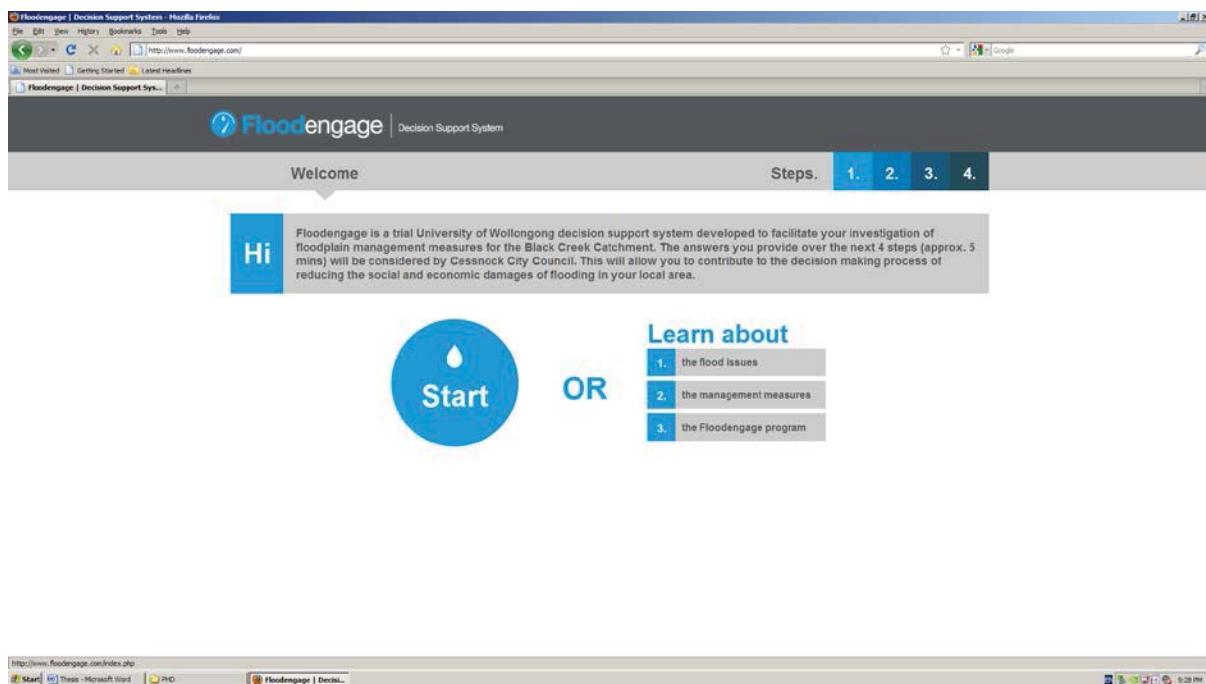 Floodengage | Decision Support System - Mozilla Firefox
File Edit View History Bookmarks Tools Help
http://www.floodengage.com/
Google
Most Visited Getting Started Latest Headlines
Floodengage | Decision Support Sys...
Floodengage | Decision Support System
Welcome
Steps. 1. 2. 3. 4.
Hi
Floodengage is a trial University of Wollongong decision support system developed to facilitate your investigation of
floodplain management measures for the Black Creek Catchment. The answers you provide over the next 4 steps (approx. 5
mins) will be considered by Cessnock City Council. This will allow you to contribute to the decision making process of
reducing the social and economic damages of flooding in your local area.
Start
OR
Learn about
1. the flood issues
2. the management measures
3. the Floodengage program
http://www.floodengage.com/index.php
Start Thesis - Microsoft Word PHD Floodengage | Decisi... 9:28 PM